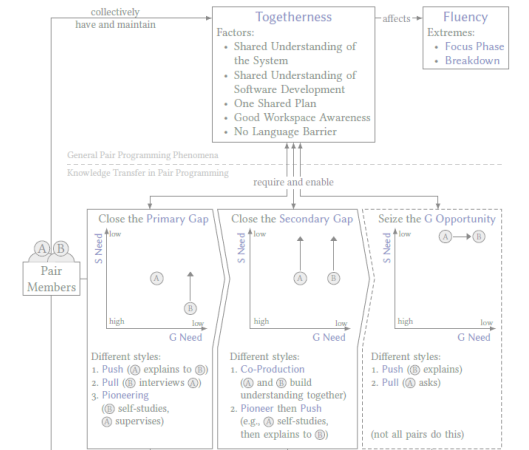 collectively
have and maintain
Togetherness
Factors:
• Shared Understanding of
the System
• Shared Understanding of
Software Development
• One Shared Plan
• Good Workspace Awareness
• No Language Barrier
affects
Fluency
Extremes:
• Focus Phase
• Breakdown
General Pair Programming Phenomena
Knowledge Transfer in Pair Programming
require and enable
A B
Pair
Members
Close the Primary Gap
S Need
low
A
B
high
low
G Need
Different styles:
1. Push (A explains to B)
2. Pull (B interviews A)
3. Pioneering
(B self-studies,
A supervises)
Close the Secondary Gap
S Need
low
A
B
high
low
G Need
Different styles:
1. Co-Production
(A and B build
understanding together)
2. Pioneer then Push
(e.g., A self-studies,
then explains to B)
Seize the G Opportunity
S Need
low
A
B
high
low
G Need
Different styles:
1. Push (B explains)
2. Pull (A asks)
(not all pairs do this)